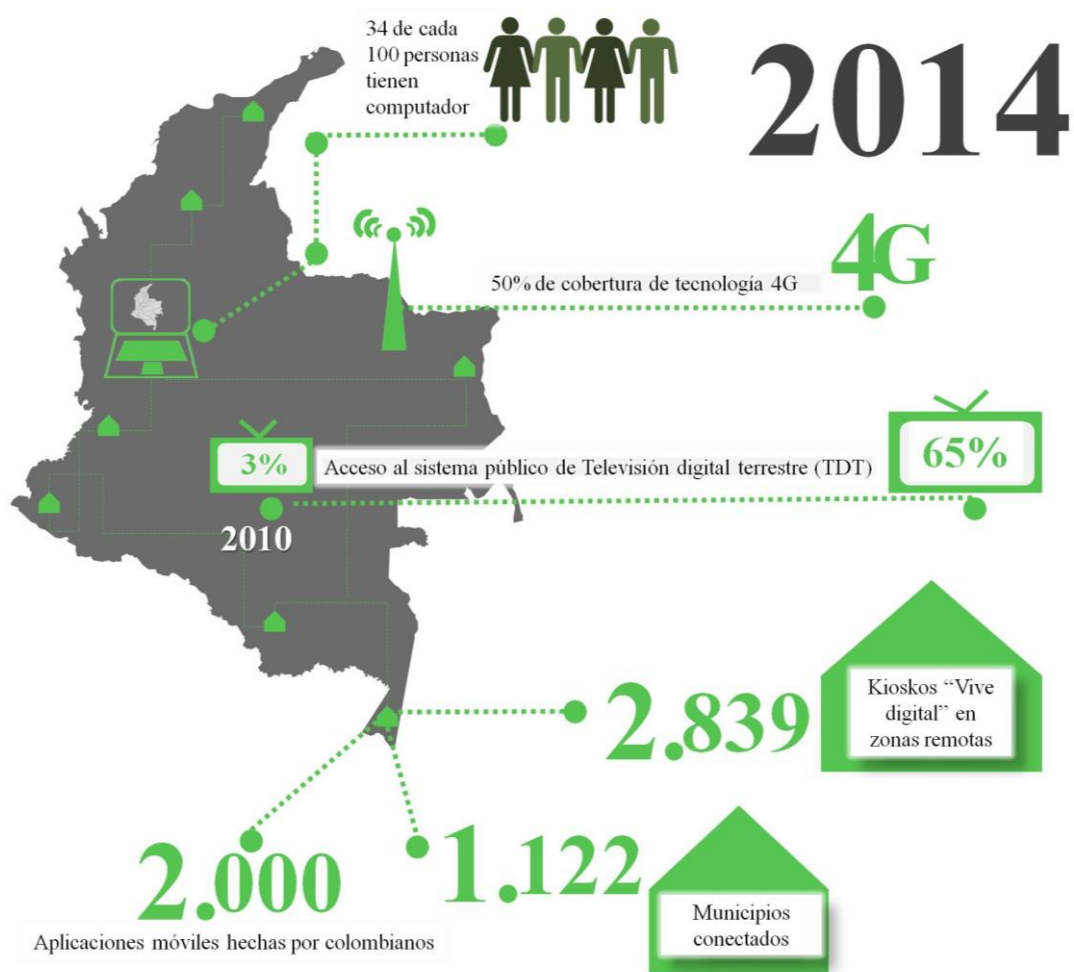 34 de cada
100 personas
tienen
computador
2014
4G
50% de cobertura de tecnología 4G
3%
Acceso al sistema público de Televisión digital terrestre (TDT)
65%
2010
2.839
Kioskos “Vive
digital” en
zonas remotas
2.000
1.122
Municipios
conectados
Aplicaciones móviles hechas por colombianos